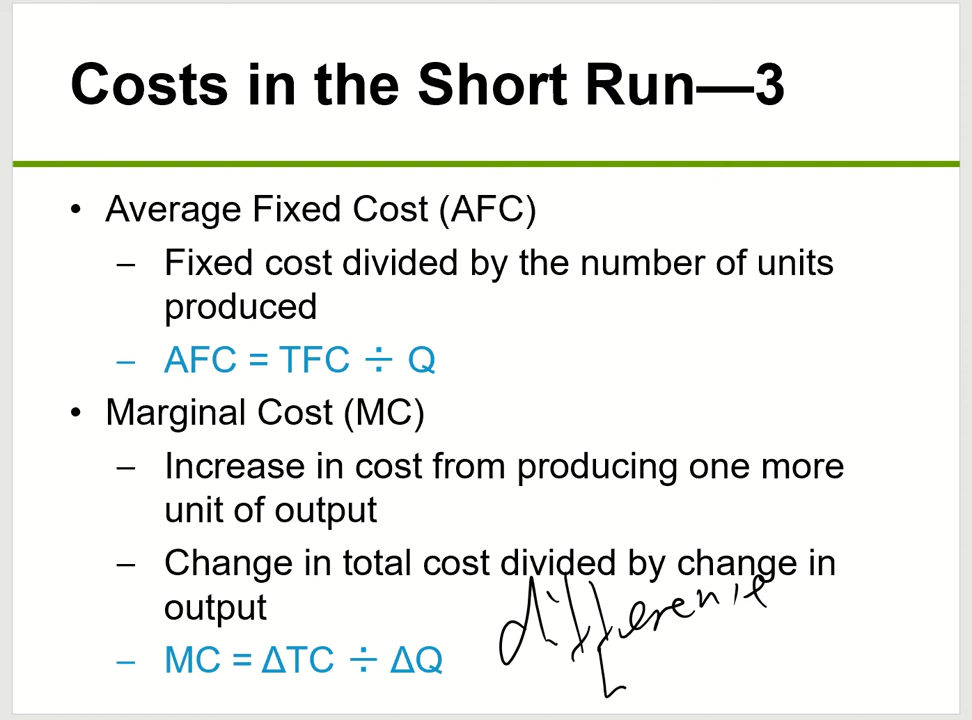 Costs in the Short Run—3
• Average Fixed Cost (AFC)
– Fixed cost divided by the number of units
produced
– AFC = TFC ÷ Q
• Marginal Cost (MC)
– Increase in cost from producing one more
unit of output
– Change in total cost divided by change in
output
– MC = ΔTC ÷ ΔQ